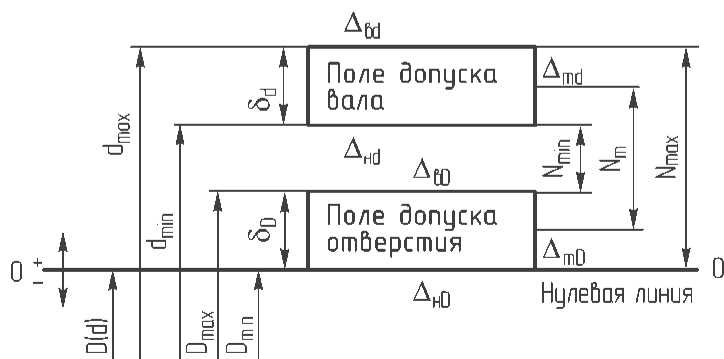 Δвd
Поле допуска
вала
δd
Δmd
dmax
Δнd
ΔвD
Nmin
Nm
Nmax
dmin
Поле допуска
отверстия
δD
ΔmD
0 + -
0
ΔнD
Нулевая линия
D(d)
Dmax
Dmin